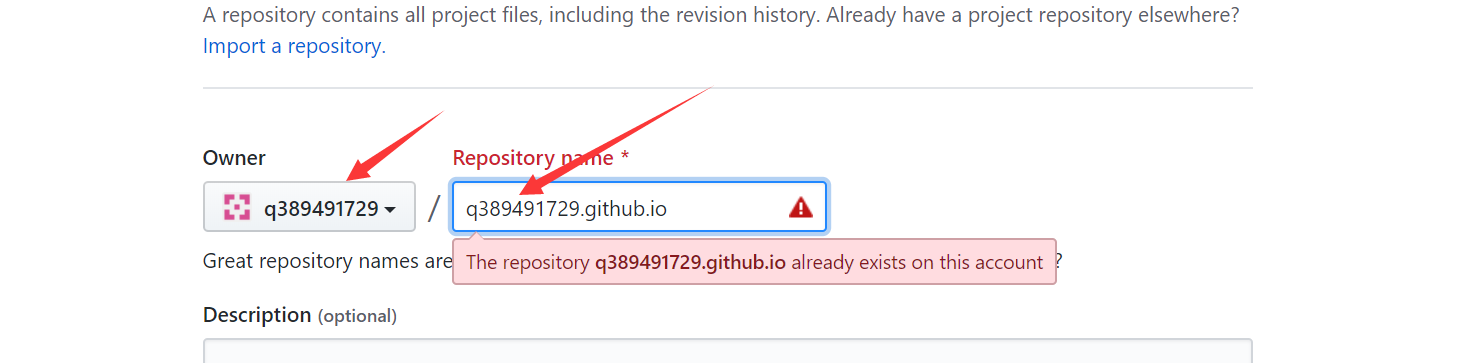 A repository contains all project files, including the revision history. Already have a project repository elsewhere?
Import a repository.
Owner
Repository name *
q389491729 / q389491729.github.io
Great repository names are ?
The repository q389491729.github.io already exists on this account
Description (optional)